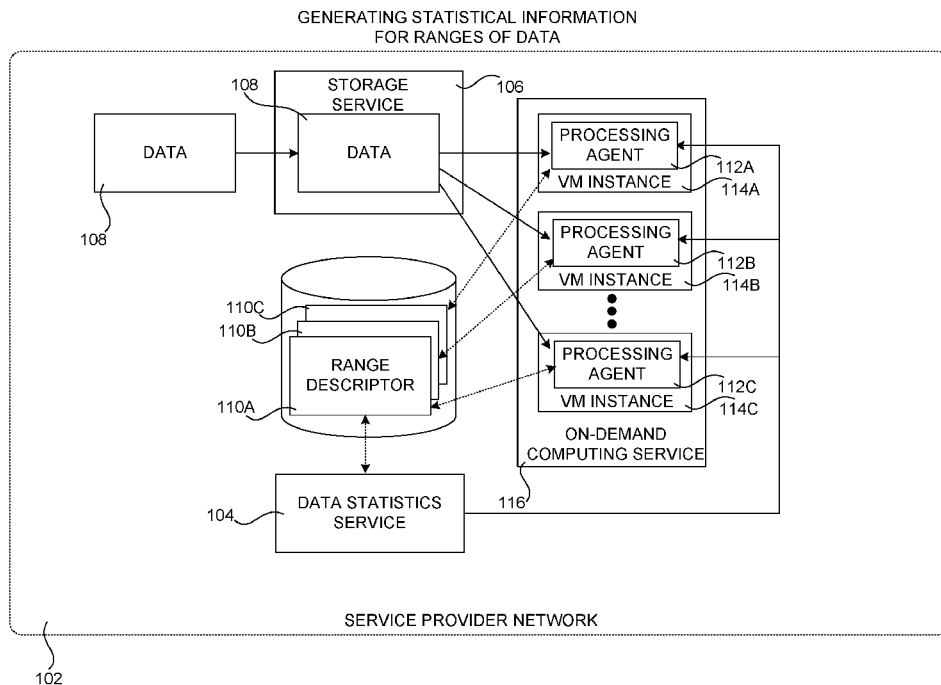 GENERATING STATISTICAL INFORMATION
FOR RANGES OF DATA
STORAGE
SERVICE
108
106
DATA
108
DATA
PROCESSING
AGENT
112A
VM INSTANCE
114A
PROCESSING
AGENT
112B
VM INSTANCE
114B
PROCESSING
AGENT
112C
VM INSTANCE
114C
ON-DEMAND
COMPUTING SERVICE
116
110C
110B
RANGE
DESCRIPTOR
110A
104
DATA STATISTICS
SERVICE
SERVICE PROVIDER NETWORK
102